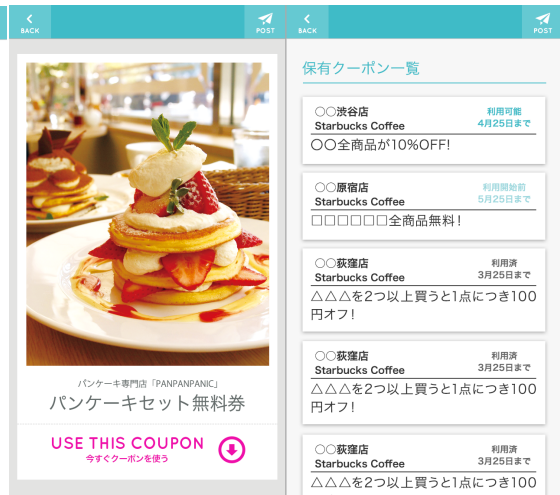 BACK
POST
パンケーキ専門店「PANPANPANIC」
パンケーキセット無料券
USE THIS COUPON
今すぐクーポンを使う
BACK
POST
保有クーポン一覧
○○渋谷店
利用可能
Starbucks Coffee
4月25日まで
○○全商品が10%OFF!
○○原宿店
利用開始前
Starbucks Coffee
5月25日まで
□□□□□□全商品無料!
○○荻窪店
利用済
Starbucks Coffee
3月25日まで
△△△を2つ以上買うと1点につき100
円オフ!
○○荻窪店
利用済
Starbucks Coffee
3月25日まで
△△△を2つ以上買うと1点につき100
円オフ!
○○荻窪店
利用済
Starbucks Coffee
3月25日まで
△△△を2つ以上買うと1点につき100